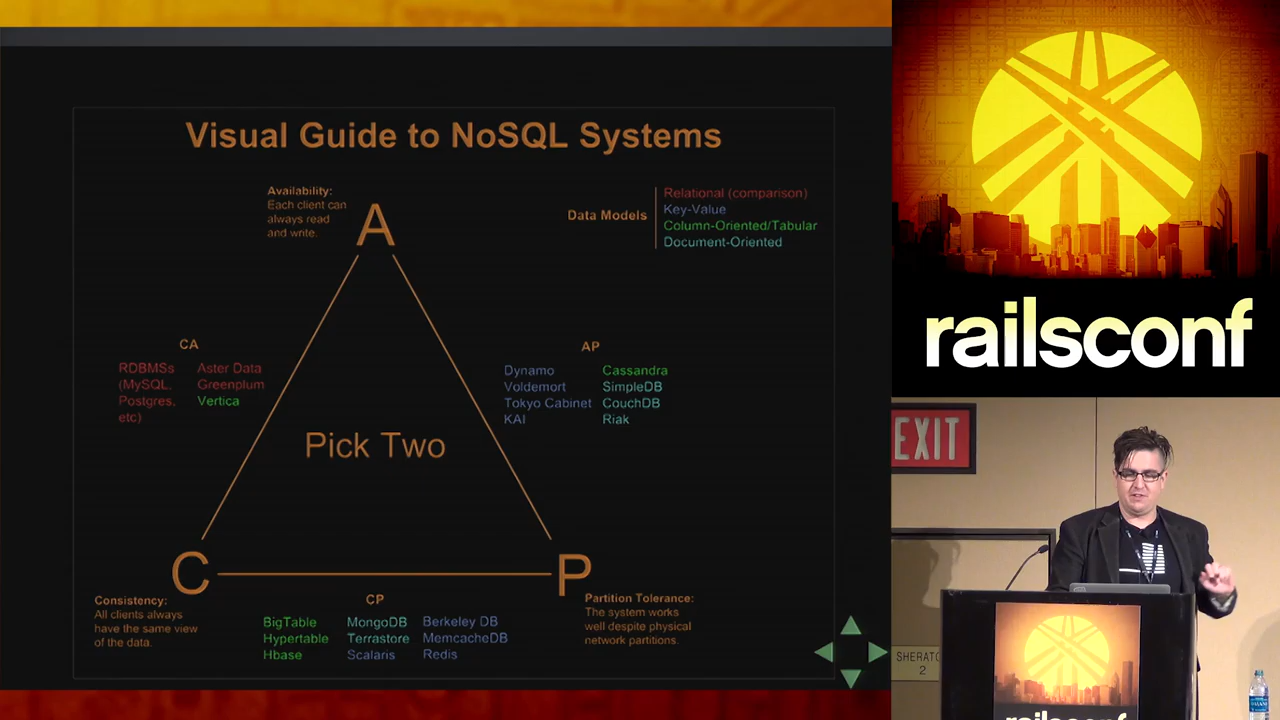 Visual Guide to NoSQL Systems
Availability:
Each client can
always read
and write.
A
Data Models
Relational (comparison)
Key-Value
Column-Oriented/Tabular
Document-Oriented
CA
RDBMSs
(MySQL,
Postgres,
etc)
Aster Data
Greenplum
Vertica
AP
Dynamo
Voldemort
Tokyo Cabinet
KAI
Cassandra
SimpleDB
CouchDB
Riak
Pick Two
C
P
Consistency:
All clients always
have the same view
of the data.
CP
BigTable
Hypertable
Hbase
MongoDB
Terrastore
Scalaris
Berkeley DB
MemcacheDB
Redis
Partition Tolerance:
The system works
well despite physical
network partitions.
railsconf
EXIT
SHERATO
2
railsconf